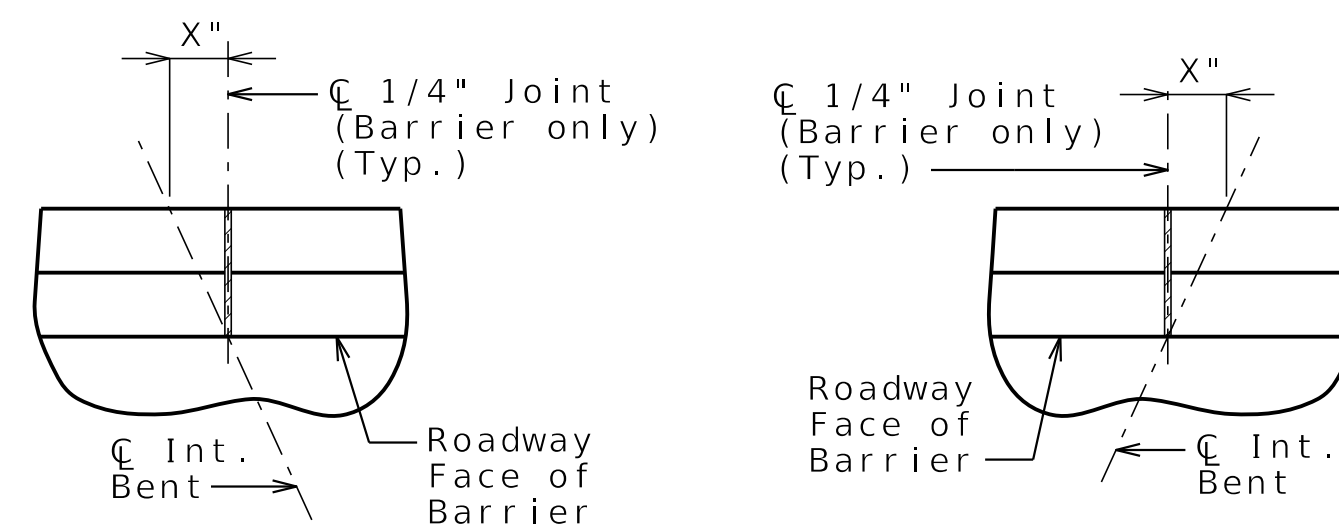 X"
℄ 1/4" Joint
(Barrier only)
(Typ.)
℄ Int.
Bent
Roadway
Face of
Barrier
X"
℄ 1/4" Joint
(Barrier only)
(Typ.)
Roadway
Face of
Barrier
℄ Int.
Bent